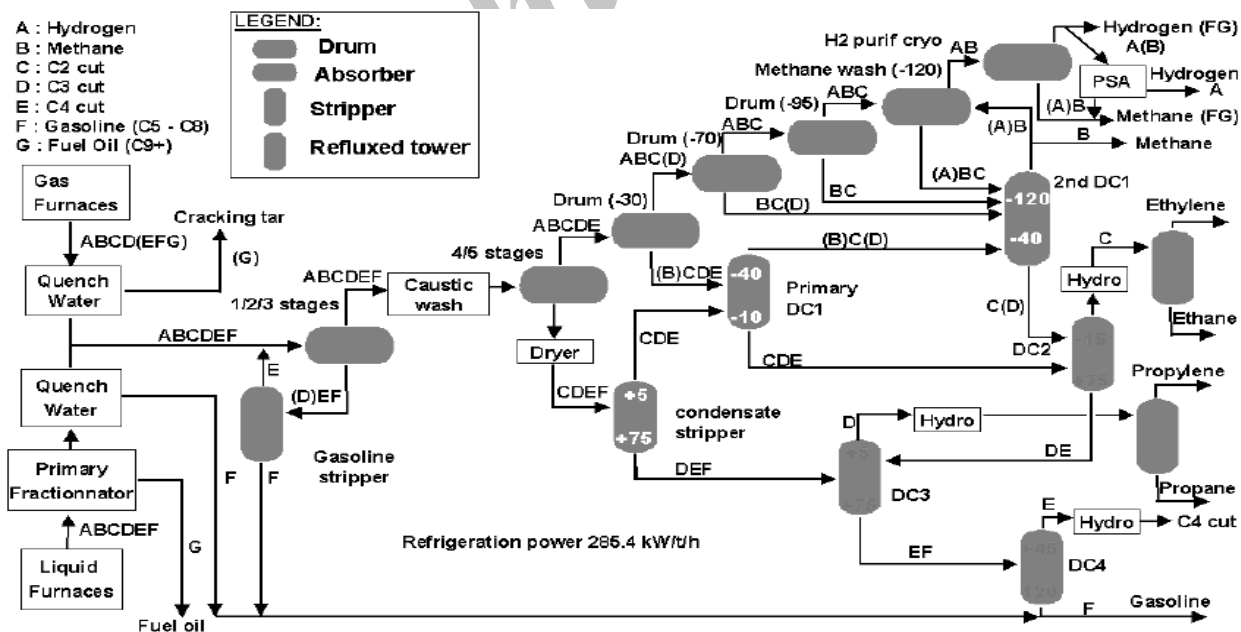 A : Hydrogen
B : Methane
C : C2 cut
D : C3 cut
E : C4 cut
F : Gasoline (C5 - C8)
G : Fuel Oil (C9+)
LEGEND:
Drum
Absorber
Stripper
Refluxed tower
H2 purif cryo
AB
Hydrogen (FG)
A(B)
PSA
Hydrogen
A
(A)B
Methane (FG)
B
Methane
Methane wash (-120)
ABC
(A)B
Drum (-95)
ABC
(A)BC
Drum (-70)
ABC(D)
BC
2nd DC1
-120
-40
Drum (-30)
ABCDE
BC(D)
(B)C(D)
Gas
Furnaces
ABCD(EFG)
Cracking tar
(G)
Quench
Water
1/2/3 stages
ABCDEF
Caustic
wash
4/5 stages
(B)CDE
-40
-10
Primary
DC1
C(D)
Ethylene
C
Hydro
Ethane
ABCDEF
E
(D)EF
Dryer
CDEF
CDE
CDE
DC2
-15
+75
Quench
Water
Gasoline
stripper
+5
+75
condensate
stripper
D
Hydro
Propylene
Propane
DE
DEF
+5
+75
DC3
Primary
Fractionnator
ABCDEF
Liquid
Furnaces
G
F
F
Refrigeration power 285.4 kW/t/h
EF
E
Hydro
C4 cut
+45
120
DC4
Fuel oil
F
Gasoline